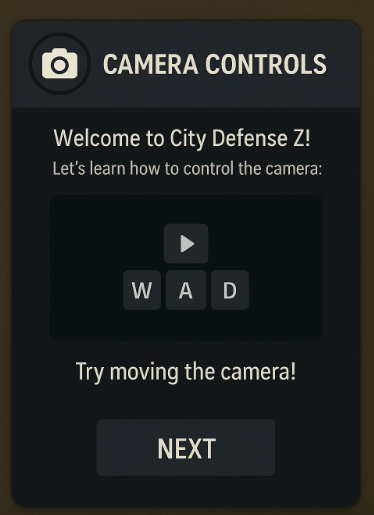 CAMERA CONTROLS
Welcome to City Defense Z!
Let's learn how to control the camera:
W A D
Try moving the camera!
NEXT